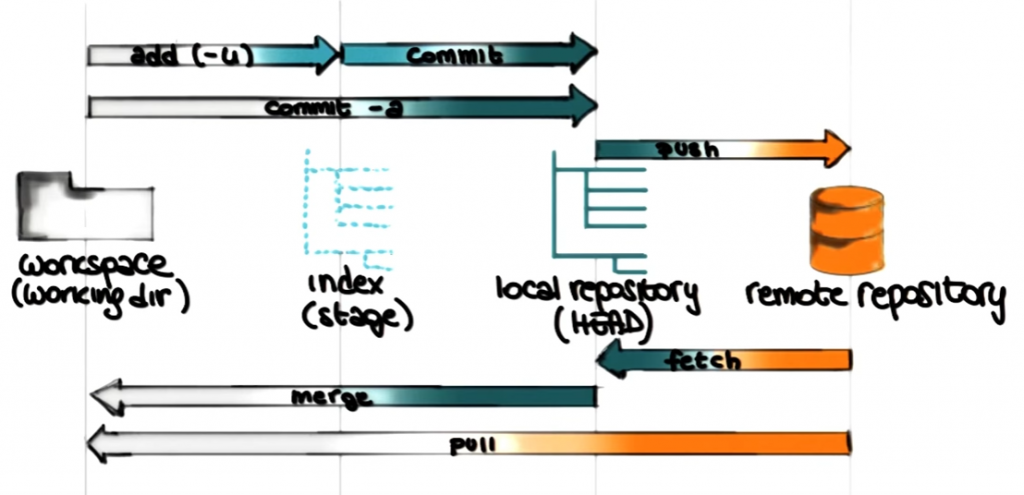 add (-u)
commit
commit -a
push
workspace
(working dir)
index
(stage)
local repository
(HEAD)
remote repository
fetch
merge
pull